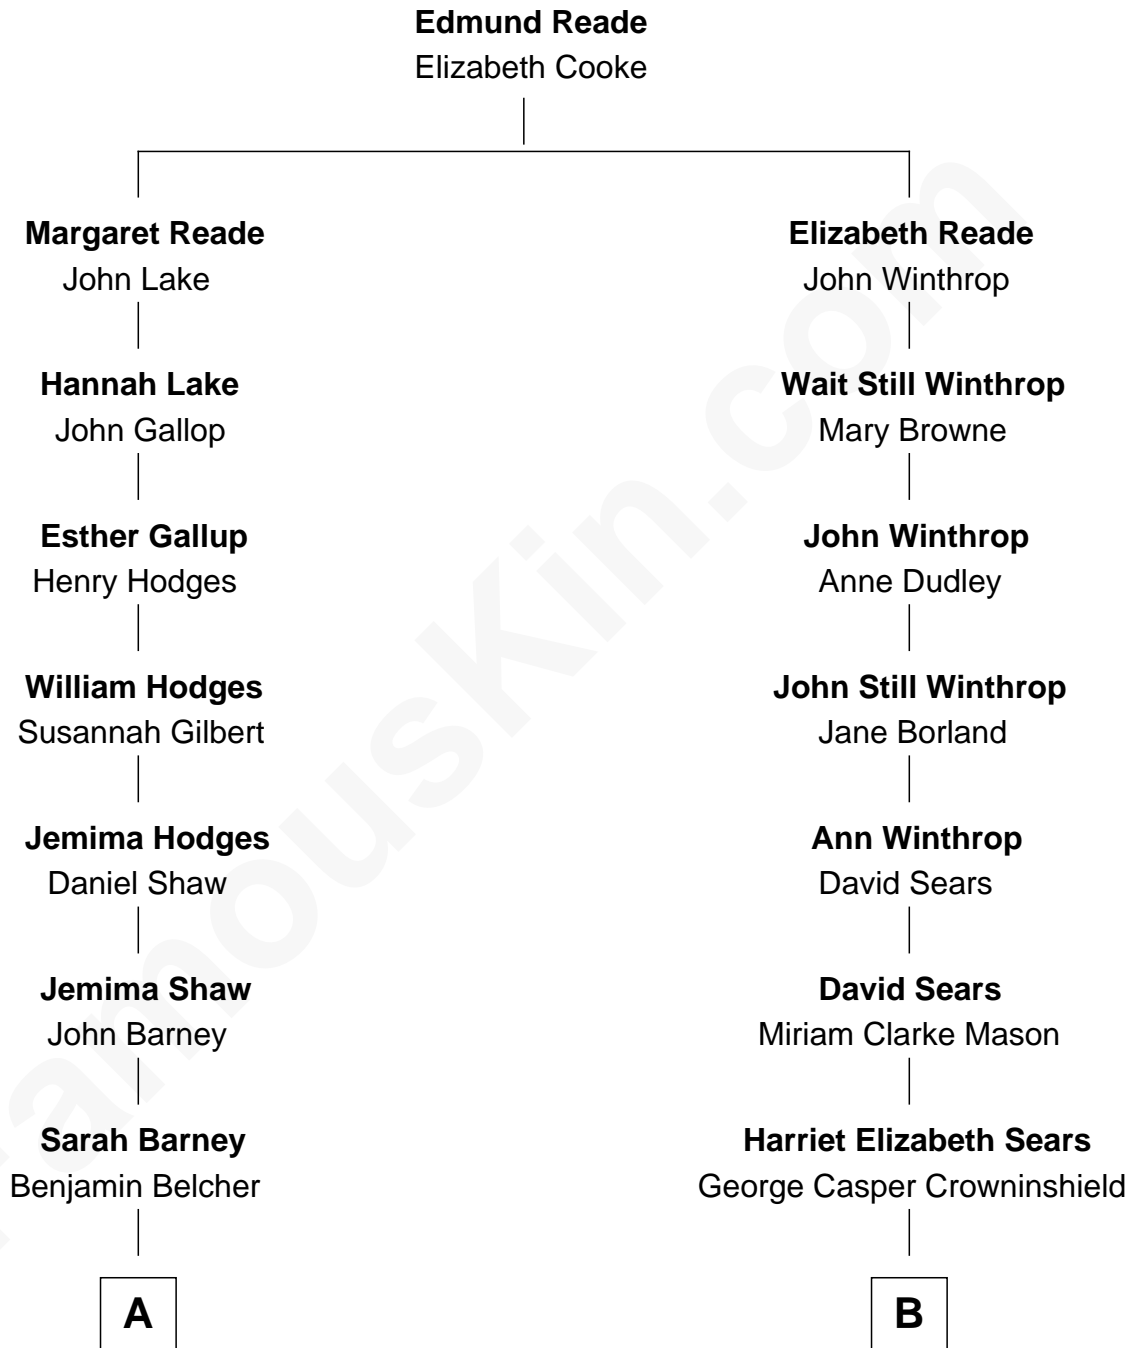 Edmund Reade
Elizabeth Cooke
Margaret Reade
John Lake
Elizabeth Reade
John Winthrop
Hannah Lake
John Gallop
Wait Still Winthrop
Mary Browne
Esther Gallup
Henry Hodges
John Winthrop
Anne Dudley
William Hodges
Susannah Gilbert
John Still Winthrop
Jane Borland
Jemima Hodges
Daniel Shaw
Ann Winthrop
David Sears
Jemima Shaw
John Barney
David Sears
Miriam Clarke Mason
Sarah Barney
Benjamin Belcher
Harriet Elizabeth Sears
George Casper Crowninshield
A
B
FamousKin.com